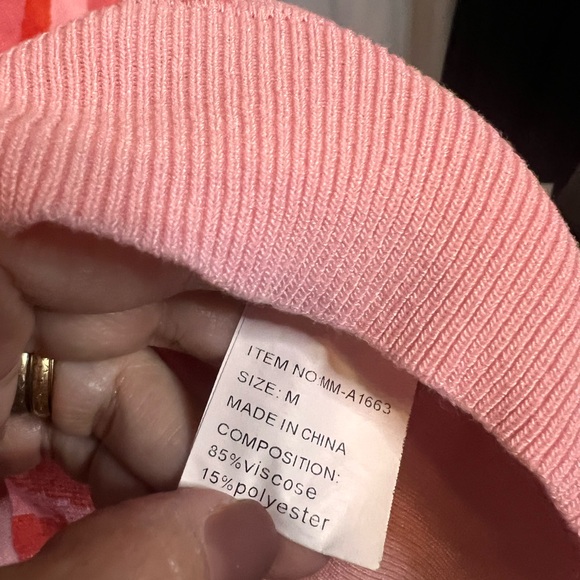 ITEM NO:MM-A1663
SIZE: M
MADE IN CHINA
COMPOSITION:
85%viscose
15%polyester